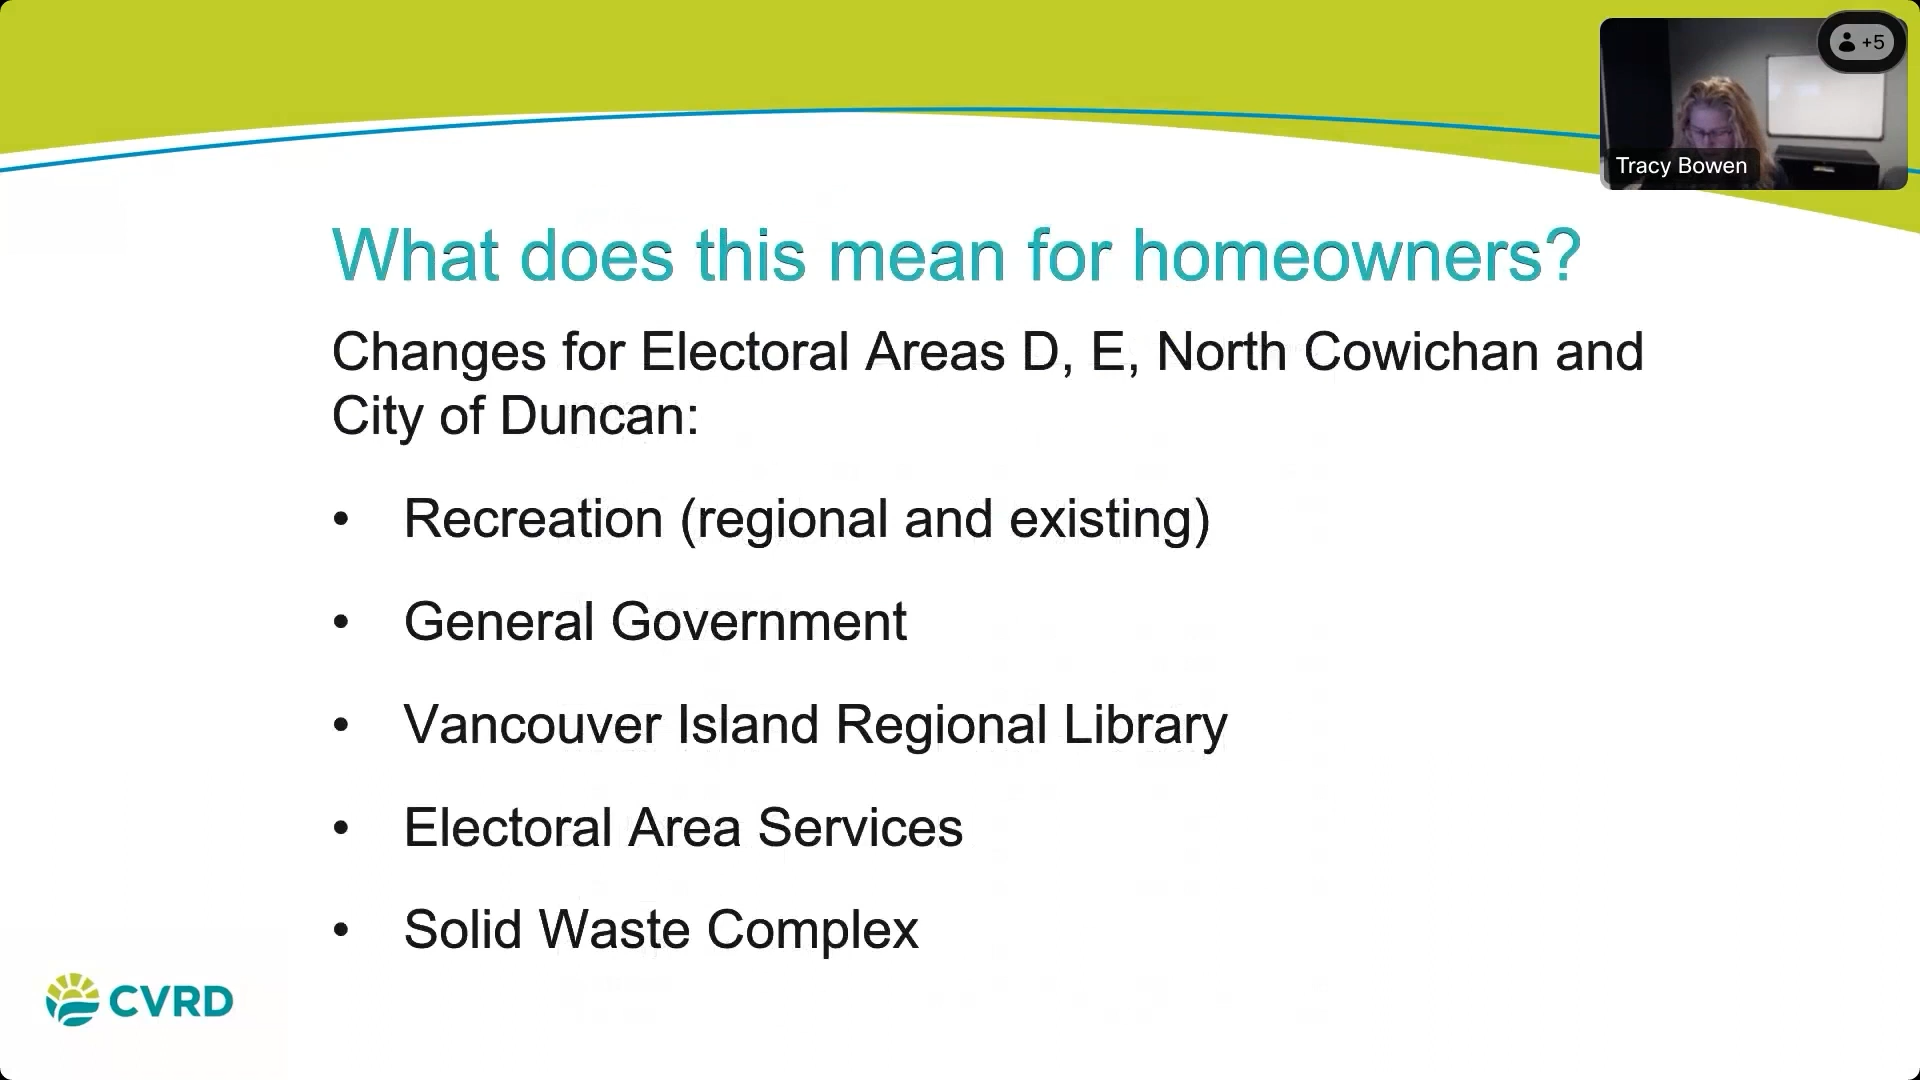 +5
Tracy Bowen
What does this mean for homeowners?
Changes for Electoral Areas D, E, North Cowichan and
City of Duncan:
• Recreation (regional and existing)
• General Government
• Vancouver Island Regional Library
• Electoral Area Services
• Solid Waste Complex
CVRD